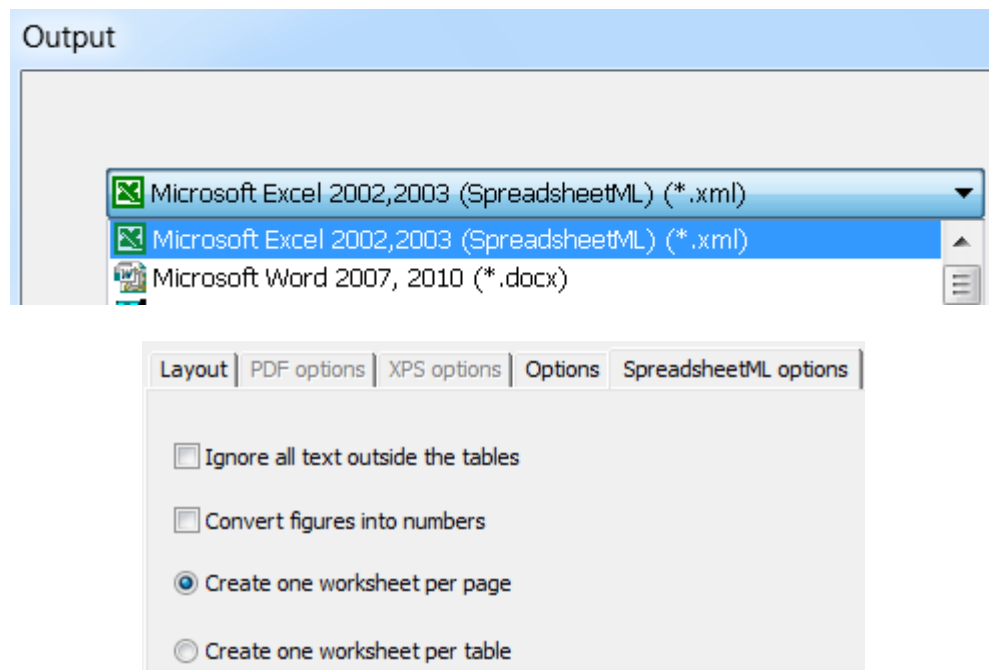 Output
Microsoft Excel 2002,2003 (SpreadsheetML) (*.xml)
Microsoft Excel 2002,2003 (SpreadsheetML) (*.xml)
Microsoft Word 2007, 2010 (*.docx)
Layout PDF options XPS options Options SpreadsheetML options
Ignore all text outside the tables
Convert figures into numbers
Create one worksheet per page
Create one worksheet per table